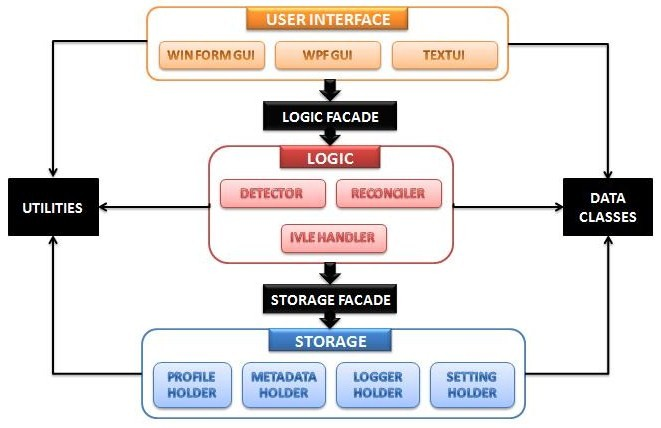 USER INTERFACE
WIN FORM GUI
WPF GUI
TEXTUI
LOGIC FACADE
LOGIC
DETECTOR
RECONCILER
UTILITIES
DATA
CLASSES
IVLE HANDLER
STORAGE FACADE
STORAGE
PROFILE
HOLDER
METADATA
HOLDER
LOGGER
HOLDER
SETTING
HOLDER